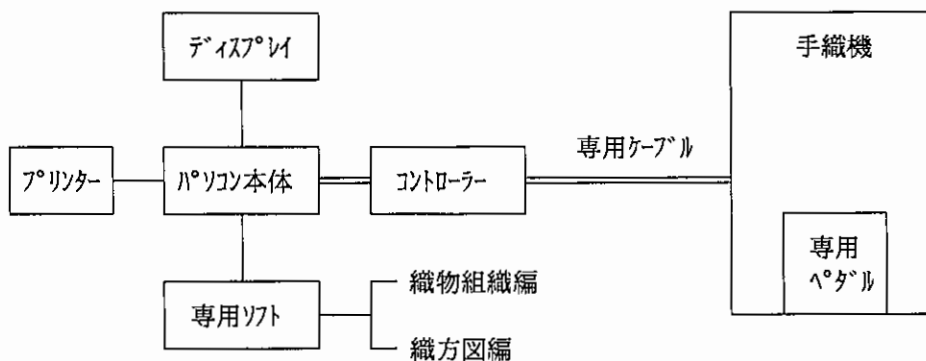 ディスプレイ
手織機
専用ケーブル
プリンター
パソコン本体
コントローラー
専用
ペダル
織物組織編
専用ソフト
織方図編